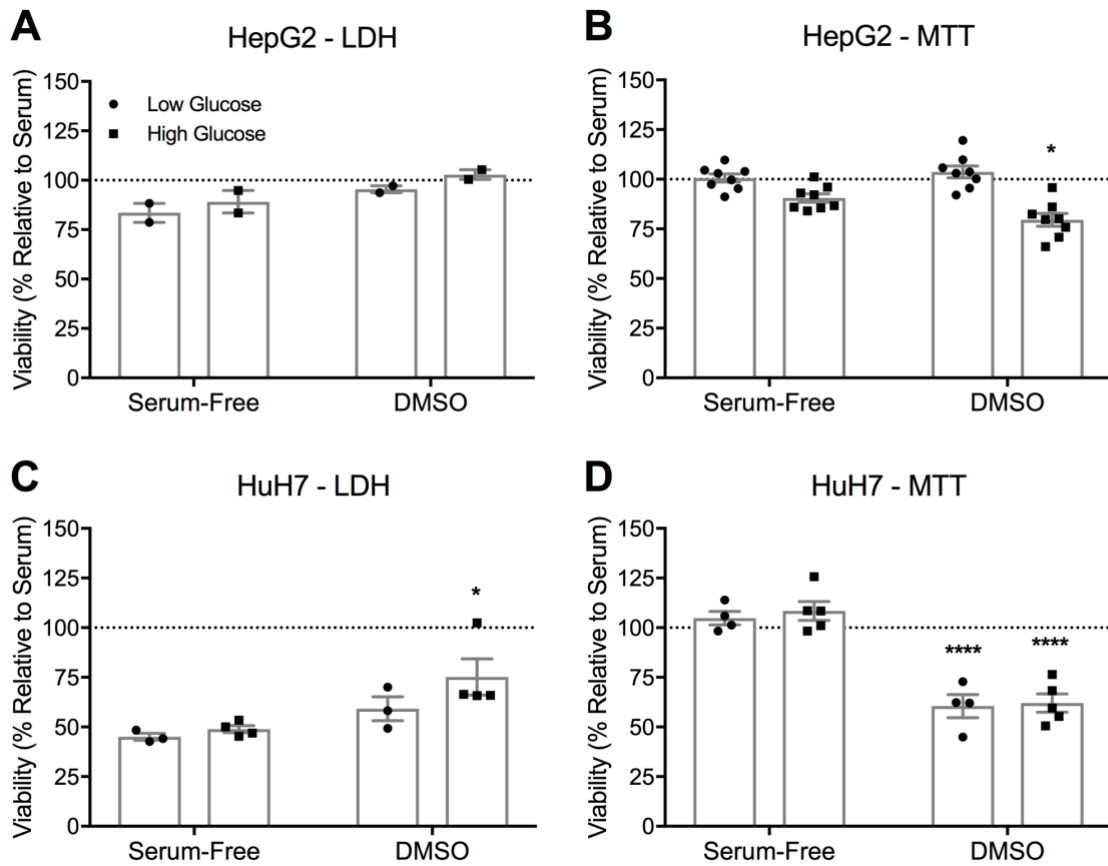 A
HepG2 - LDH
Viability (% Relative to Serum)
150
125
100
75
50
25
0
Low Glucose
High Glucose
Serum-Free
DMSO
B
HepG2 - MTT
Viability (% Relative to Serum)
150
125
100
75
50
25
0
*
Serum-Free
DMSO
C
HuH7 - LDH
Viability (% Relative to Serum)
150
125
100
75
50
25
0
*
Serum-Free
DMSO
D
HuH7 - MTT
Viability (% Relative to Serum)
150
125
100
75
50
25
0
****
****
Serum-Free
DMSO